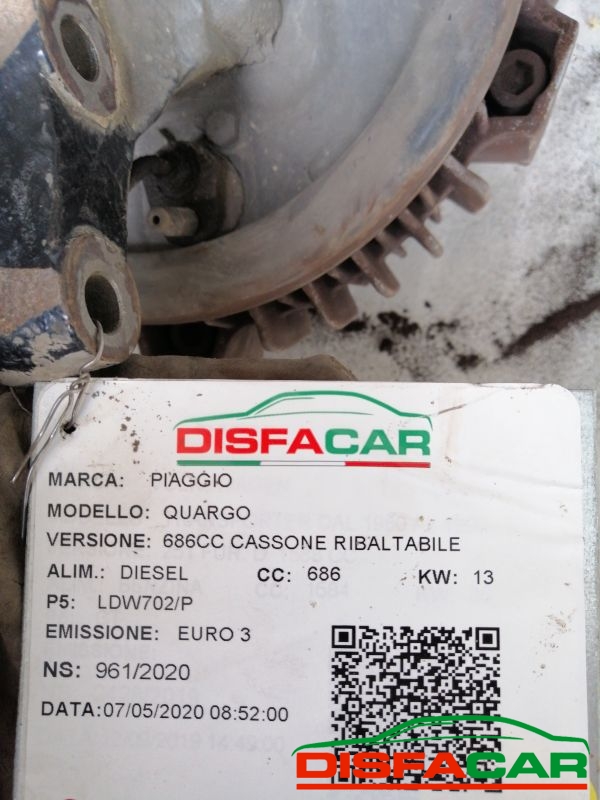 DISFACAR
MARCA: PIAGGIO
MODELLO: QUARGO
VERSIONE: 686CC CASSONE RIBALTABILE
ALIM.: DIESEL CC: 686 KW: 13
P5: LDW702/P
EMISSIONE: EURO 3
NS: 961/2020
DATA:07/05/2020 08:52:00
DISFACAR